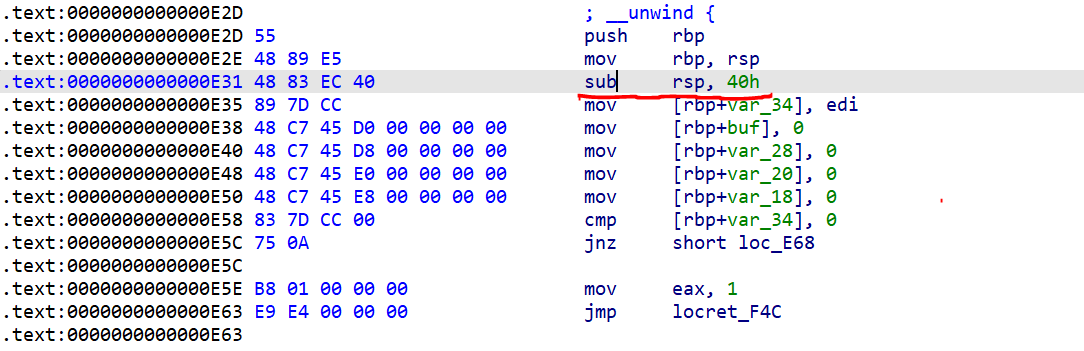 .text:0000000000000E2D ; __unwind {
.text:0000000000000E2D 55 push rbp
.text:0000000000000E2E 48 89 E5 mov rbp, rsp
.text:0000000000000E31 48 83 EC 40 sub rsp, 40h
.text:0000000000000E35 89 7D CC mov [rbp+var_34], edi
.text:0000000000000E38 48 C7 45 D0 00 00 00 00 mov [rbp+buf], 0
.text:0000000000000E40 48 C7 45 D8 00 00 00 00 mov [rbp+var_28], 0
.text:0000000000000E48 48 C7 45 E0 00 00 00 00 mov [rbp+var_20], 0
.text:0000000000000E50 48 C7 45 E8 00 00 00 00 mov [rbp+var_18], 0
.text:0000000000000E58 83 7D CC 00 cmp [rbp+var_34], 0
.text:0000000000000E5C 75 0A jnz short loc_E68
.text:0000000000000E5C
.text:0000000000000E5E B8 01 00 00 00 mov eax, 1
.text:0000000000000E63 E9 E4 00 00 00 jmp locret_F4C
.text:0000000000000E63